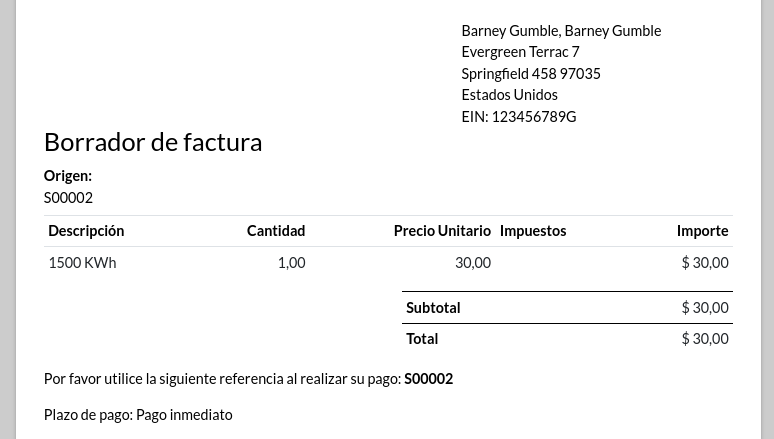 Barney Gumble, Barney Gumble
Evergreen Terrac 7
Springfield 458 97035
Estados Unidos
EIN: 123456789G
Borrador de factura
Origen:
S00002
Descripción Cantidad Precio Unitario Impuestos Importe
1500 KWh 1,00 30,00 $ 30,00
Subtotal $ 30,00
Total $ 30,00
Por favor utilice la siguiente referencia al realizar su pago: S00002
Plazo de pago: Pago inmediato